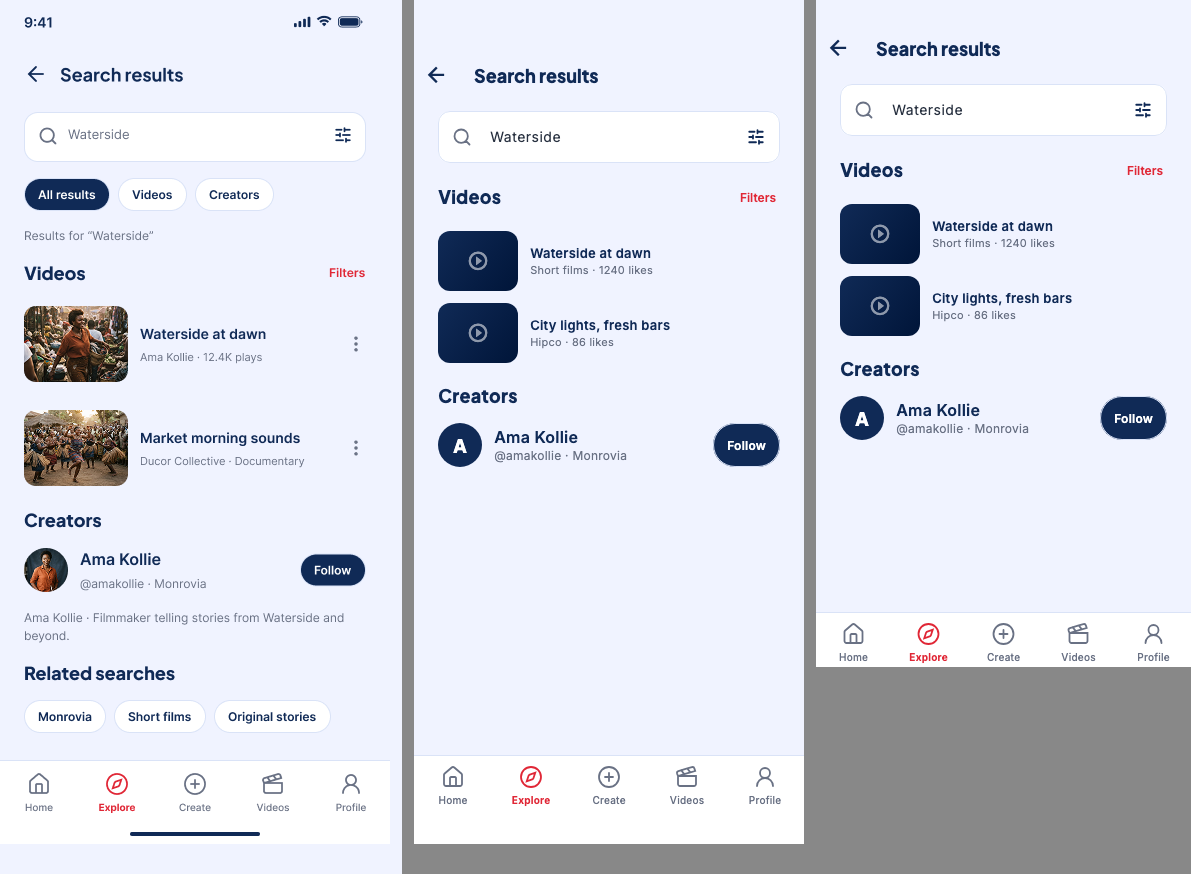 9:41
Search results
Waterside
All results
Videos
Creators
Results for “Waterside”
Videos
Filters
Waterside at dawn
Ama Kollie · 12.4K plays
Market morning sounds
Ducor Collective · Documentary
Creators
Ama Kollie
@amakollie · Monrovia
Follow
Ama Kollie · Filmmaker telling stories from Waterside and
beyond.
Related searches
Monrovia
Short films
Original stories
Home
Explore
Create
Videos
Profile
Search results
Waterside
Videos
Filters
Waterside at dawn
Short films · 1240 likes
City lights, fresh bars
Hipco · 86 likes
Creators
A
Ama Kollie
@amakollie · Monrovia
Follow
Home
Explore
Create
Videos
Profile
Search results
Waterside
Videos
Filters
Waterside at dawn
Short films · 1240 likes
City lights, fresh bars
Hipco · 86 likes
Creators
A
Ama Kollie
@amakollie · Monrovia
Follow
Home
Explore
Create
Videos
Profile